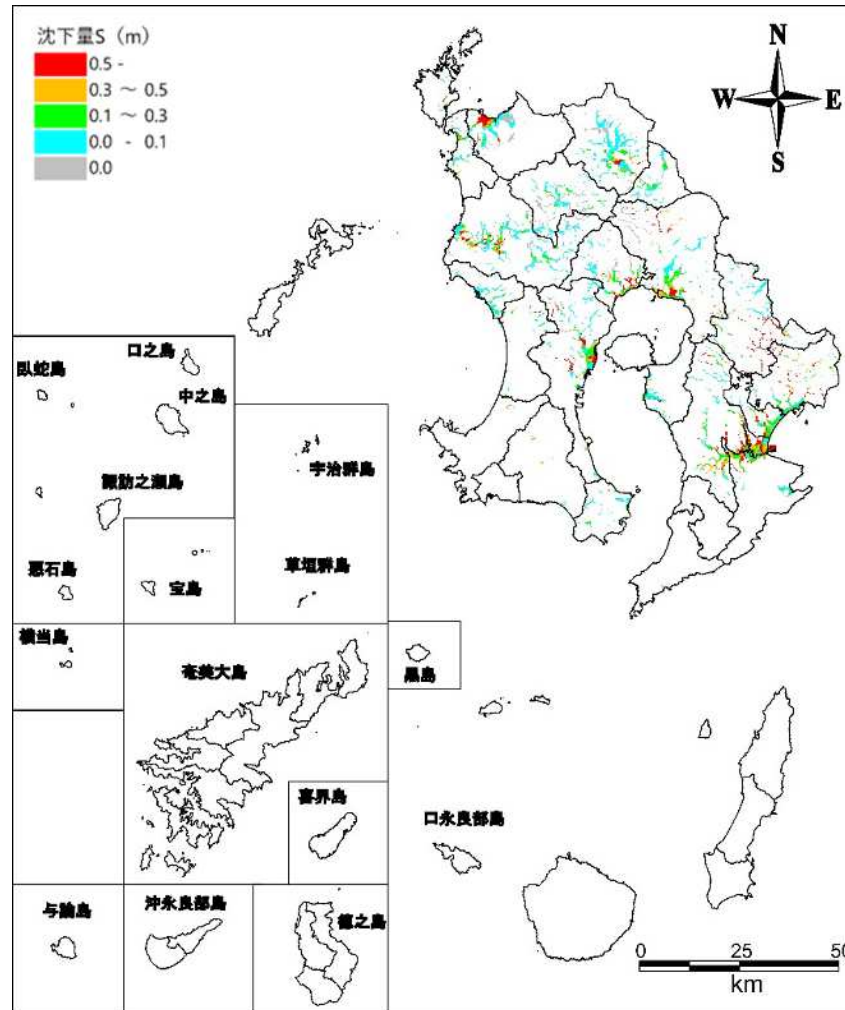 沈下量S（m）
0.5 -
0.3 ～ 0.5
0.1 ～ 0.3
0.0 - 0.1
0.0
N
W
E
S
口之島
臥蛇島
中之島
諏訪之瀬島
宇治群島
悪石島
宝島
草垣群島
横当島
奄美大島
黒島
喜界島
口永良部島
与論島
沖永良部島
徳之島
0 25 50
km